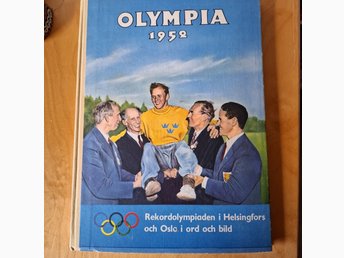 OLYMPIA
1952
Rekordolympiaden i Helsingfors
och Oslo i ord och bild